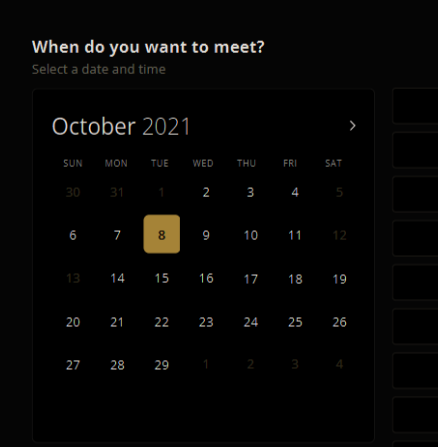 When do you want to meet?
Select a date and time
October 2021 >
SUN MON TUE WED THU FRI SAT
30 31 1 2 3 4 5
6 7 8 9 10 11 12
13 14 15 16 17 18 19
20 21 22 23 24 25 26
27 28 29 1 2 3 4